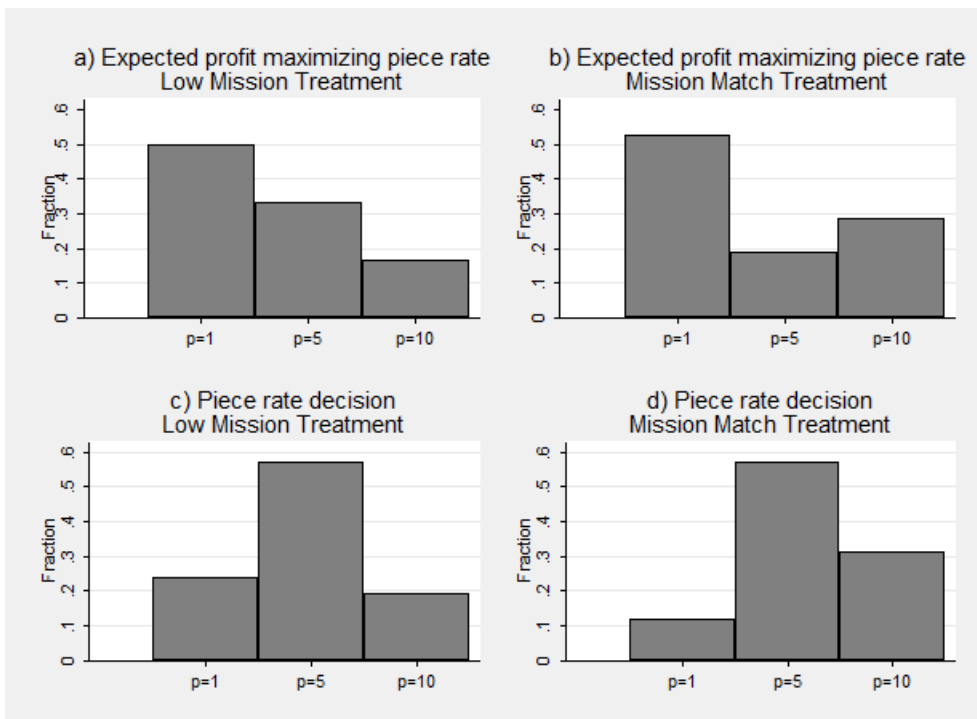 a) Expected profit maximizing piece rate
Low Mission Treatment
Fraction
.6
.5
.4
.3
.2
.1
0
p=1 p=5 p=10
b) Expected profit maximizing piece rate
Mission Match Treatment
Fraction
.6
.5
.4
.3
.2
.1
0
p=1 p=5 p=10
c) Piece rate decision
Low Mission Treatment
Fraction
.6
.5
.4
.3
.2
.1
0
p=1 p=5 p=10
d) Piece rate decision
Mission Match Treatment
Fraction
.6
.5
.4
.3
.2
.1
0
p=1 p=5 p=10